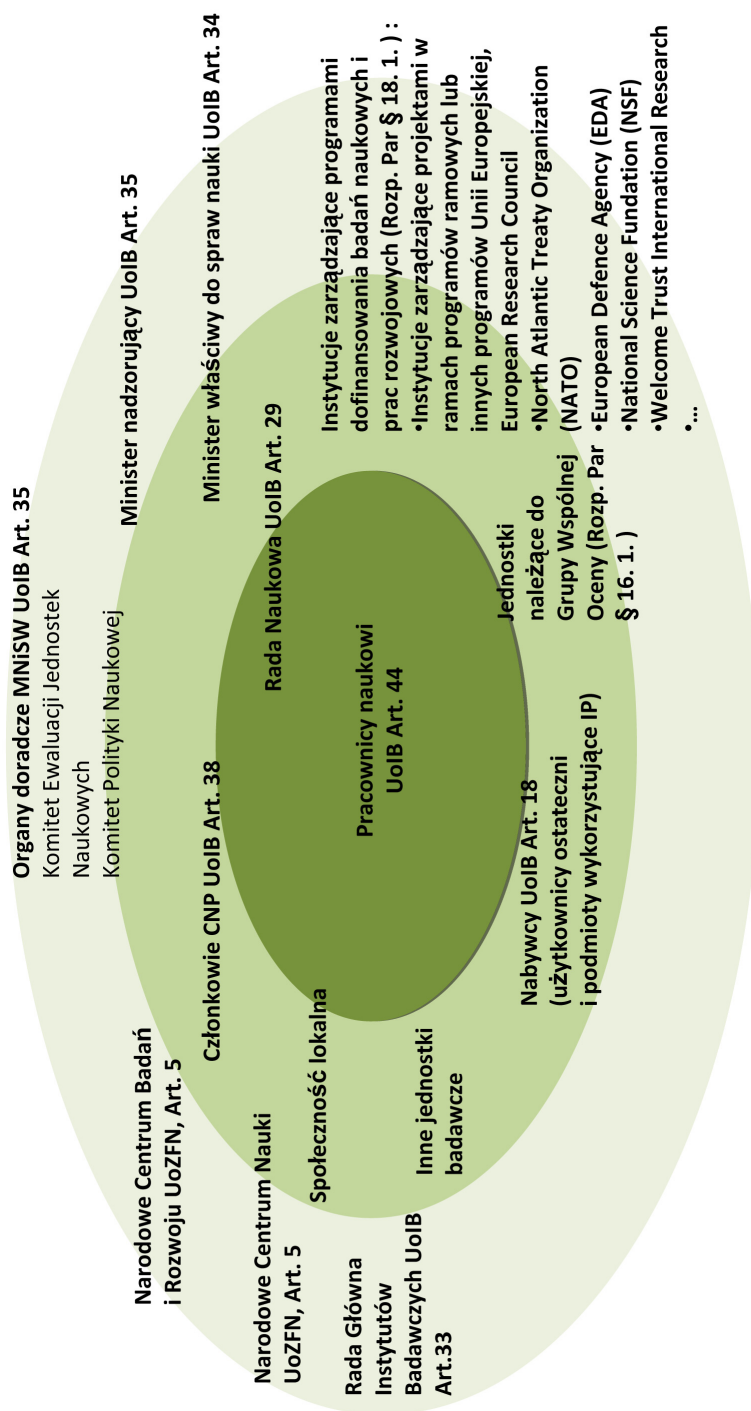 Organy doradcze MNiSW UoIB Art. 35
Komitet Ewaluacji Jednostek
Naukowych
Komitet Polityki Naukowej
Narodowe Centrum Badań
i Rozwoju UoZFN, Art. 5
Minister nadzorujący UoIB Art. 35
Członkowie CNP UoIB Art. 38
Minister właściwy do spraw nauki UoIB Art. 34
Narodowe Centrum Nauki
UoZFN, Art. 5
Rada Naukowa UoIB Art. 29
Społeczność lokalna
Rada Główna
Instytutów
Badawczych UoIB
Art.33
Inne jednostki
badawcze
Pracownicy naukowi
UoIB Art. 44
Instytucje zarządzające programami
dofinansowania badań naukowych i
prac rozwojowych (Rozp. Par § 18. 1. ) :
•Instytucje zarządzające projektami w
ramach programów ramowych lub
innych programów Unii Europejskiej,
European Research Council
•North Atlantic Treaty Organization
(NATO)
•European Defence Agency (EDA)
•National Science Foundation (NSF)
•Welcome Trust International Research
•...
Nabywcy UoIB Art. 18
(użytkownicy ostateczni
i podmioty wykorzystujące IP)
Jednostki
należące do
Grupy Wspólnej
Oceny (Rozp. Par
§ 16. 1. )